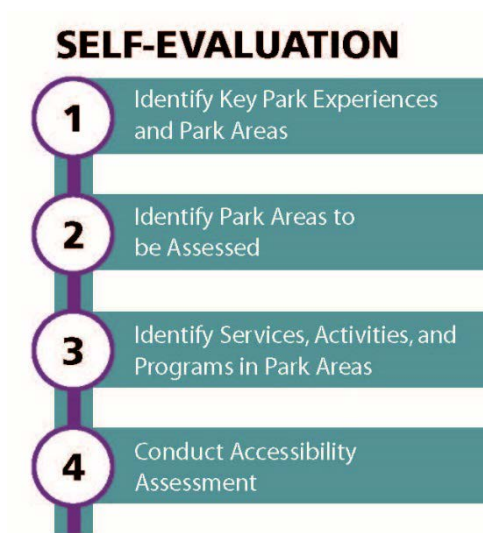 SELF-EVALUATION
1
Identify Key Park Experiences
and Park Areas
2
Identify Park Areas to
be Assessed
3
Identify Services, Activities, and
Programs in Park Areas
4
Conduct Accessibility
Assessment